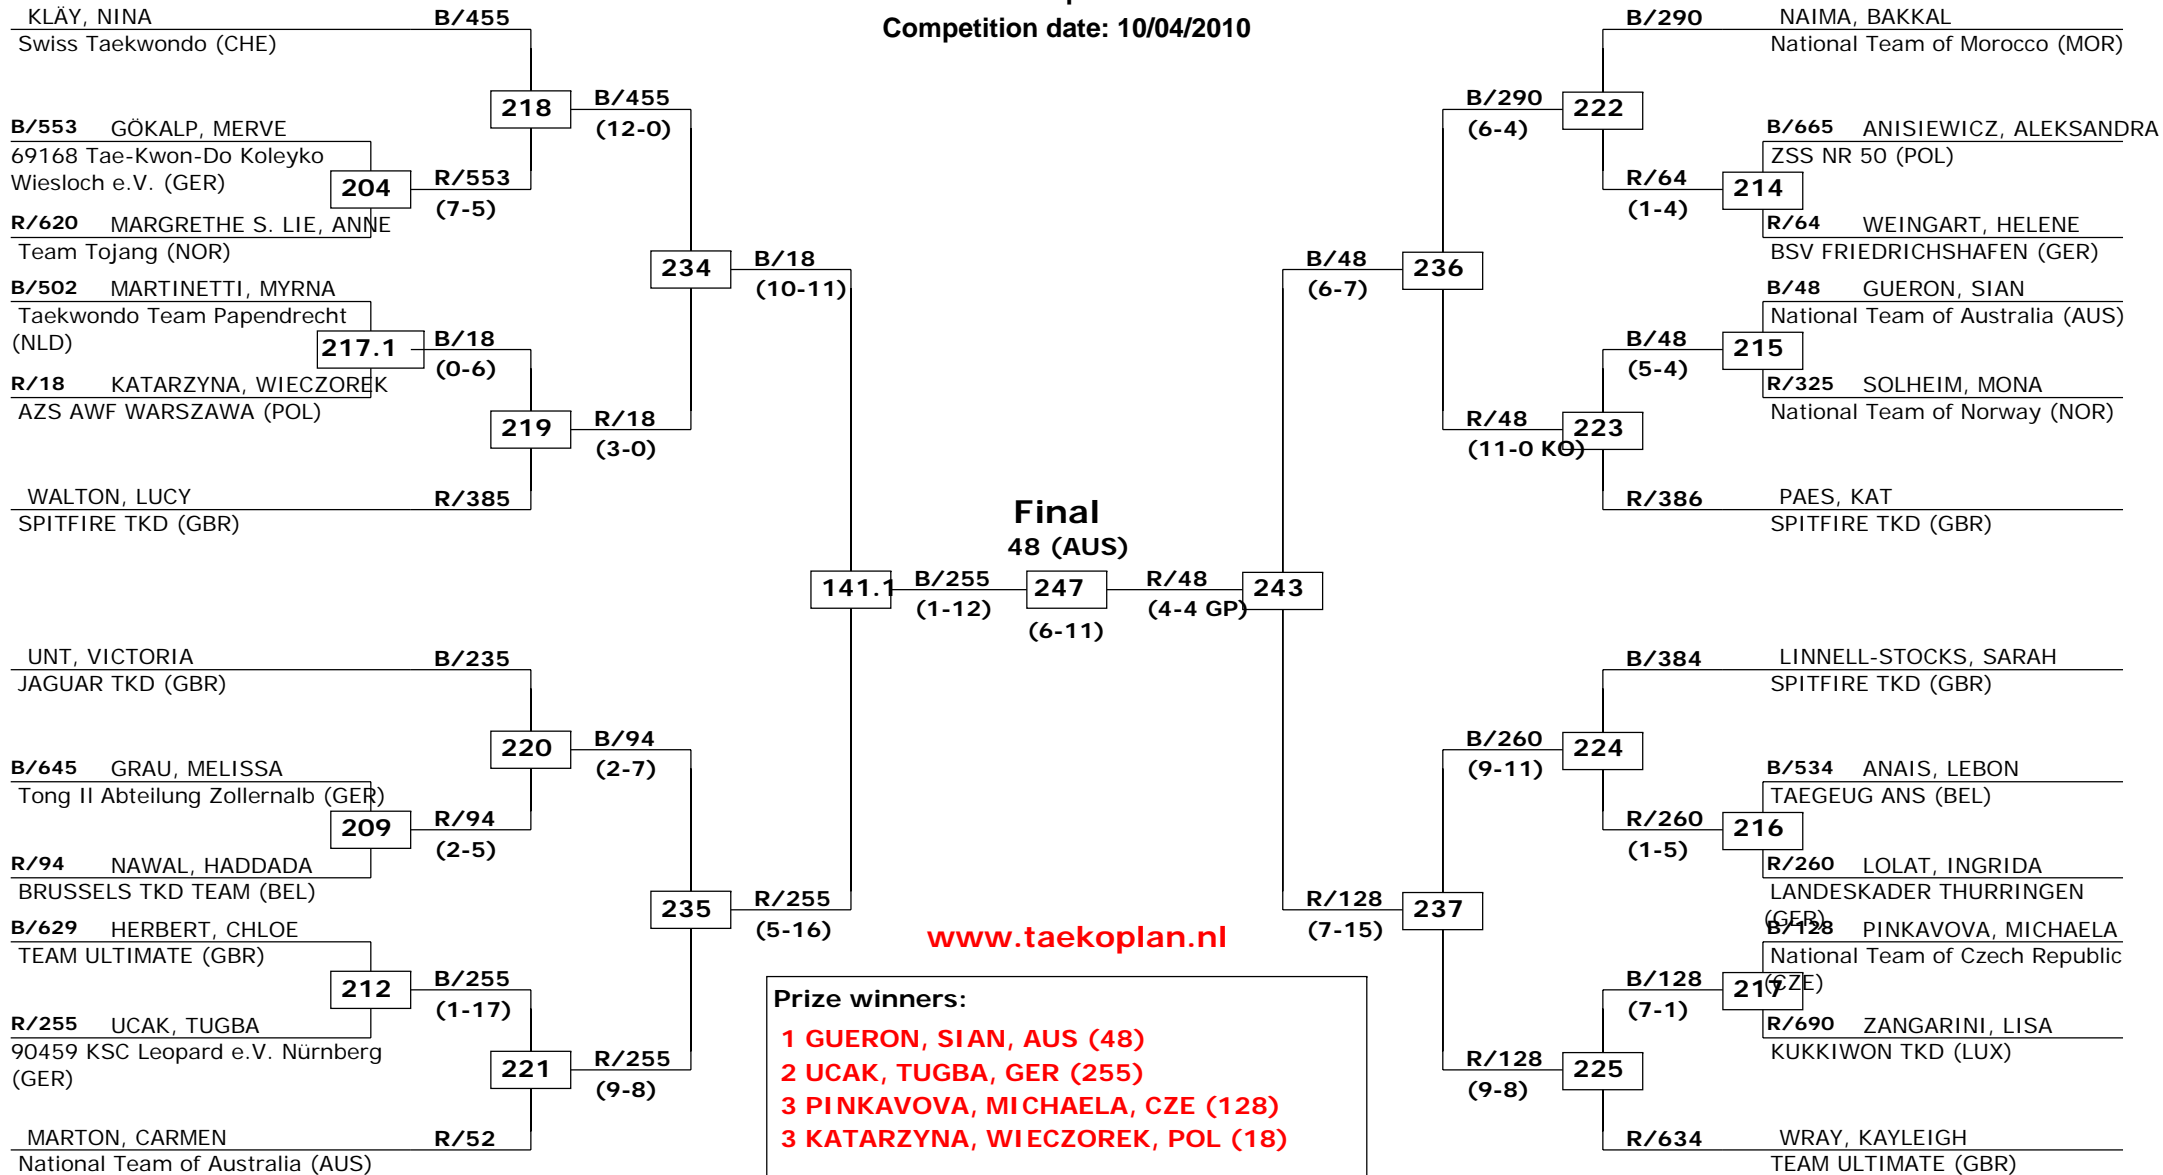 Competition date: 10/04/2010
KLÄY, NINA
B/455
Swiss Taekwondo (CHE)
218
B/455
(12-0)
B/553 GÖKALP, MERVE
69168 Tae-Kwon-Do Koleyko
Wiesloch e.V. (GER)
204
R/553
(7-5)
R/620 MARGRETHE S. LIE, ANNE
Team Tojang (NOR)
234
B/18
(10-11)
B/502 MARTINETTI, MYRNA
Taekwondo Team Papendrecht
(NLD)
217.1
B/18
(0-6)
R/18 KATARZYNA, WIECZOREK
AZS AWF WARSZAWA (POL)
219
R/18
(3-0)
WALTON, LUCY
R/385
SPITFIRE TKD (GBR)
141.1
B/255
(1-12)
UNT, VICTORIA
B/235
JAGUAR TKD (GBR)
220
B/94
(2-7)
B/645 GRAU, MELISSA
Tong II Abteilung Zollernalb (GER)
209
R/94
(2-5)
R/94 NAWAL, HADDADA
BRUSSELS TKD TEAM (BEL)
235
R/255
(5-16)
B/629 HERBERT, CHLOE
TEAM ULTIMATE (GBR)
212
B/255
(1-17)
R/255 UCAK, TUGBA
90459 KSC Leopard e.V. Nürnberg
(GER)
221
R/255
(9-8)
MARTON, CARMEN
R/52
National Team of Australia (AUS)
Final
48 (AUS)
247
(6-11)
R/48
(4-4 GP)
243
B/290 NAIMA, BAKKAL
National Team of Morocco (MOR)
B/290
(6-4)
222
B/665 ANISIEWICZ, ALEKSANDRA
ZSS NR 50 (POL)
R/64
(1-4)
214
R/64 WEINGART, HELENE
BSV FRIEDRICHSHAFEN (GER)
B/48
(6-7)
236
B/48 GUERON, SIAN
National Team of Australia (AUS)
B/48
(5-4)
215
R/325 SOLHEIM, MONA
National Team of Norway (NOR)
R/48
(11-0 KO)
223
R/386 PAES, KAT
SPITFIRE TKD (GBR)
B/384 LINNELL-STOCKS, SARAH
SPITFIRE TKD (GBR)
B/260
(9-11)
224
B/534 ANAIS, LEBON
TAEGEUG ANS (BEL)
R/260
(1-5)
216
R/260 LOLAT, INGRIDA
LANDESKADER THURRINGEN
(GER)
R/128
(7-15)
237
B/128 PINKAVOVA, MICHAELA
National Team of Czech Republic
(CZE)
B/128
(7-1)
217
R/690 ZANGARINI, LISA
KUKKIWON TKD (LUX)
R/128
(9-8)
225
R/634 WRAY, KAYLEIGH
TEAM ULTIMATE (GBR)
www.taekoplan.nl
Prize winners:
1 GUERON, SIAN, AUS (48)
2 UCAK, TUGBA, GER (255)
3 PINKAVOVA, MICHAELA, CZE (128)
3 KATARZYNA, WIECZOREK, POL (18)